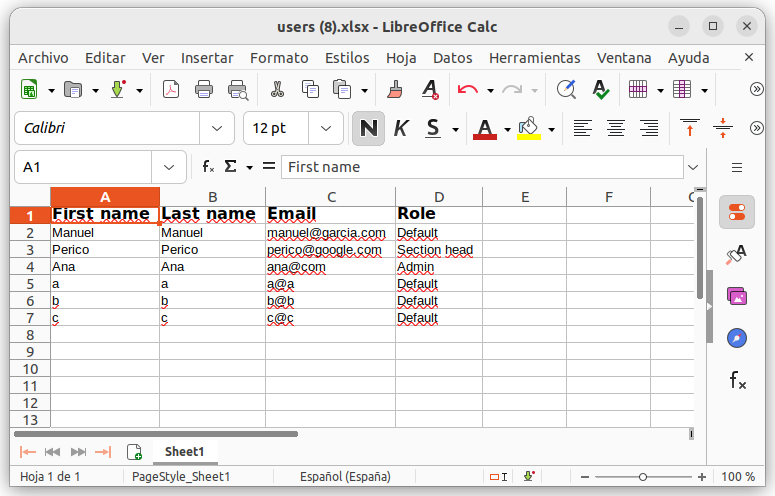 users (8).xlsx - LibreOffice Calc
Archivo Editar Ver Insertar Formato Estilos Hoja Datos Herramientas Ventana Ayuda
Calibri 12 pt N K S A
A1 fx Σ = First name
A B C D E F
1 First name Last name Email Role
2 Manuel Manuel manuel@garcia.com Default
3 Perico Perico perico@google.com Section head
4 Ana Ana ana@com Admin
5 a a a@a Default
6 b b b@b Default
7 c c c@c Default
8
9
10
11
12
13
Sheet1
Hoja 1 de 1 PageStyle_Sheet1 Español (España) 100 %